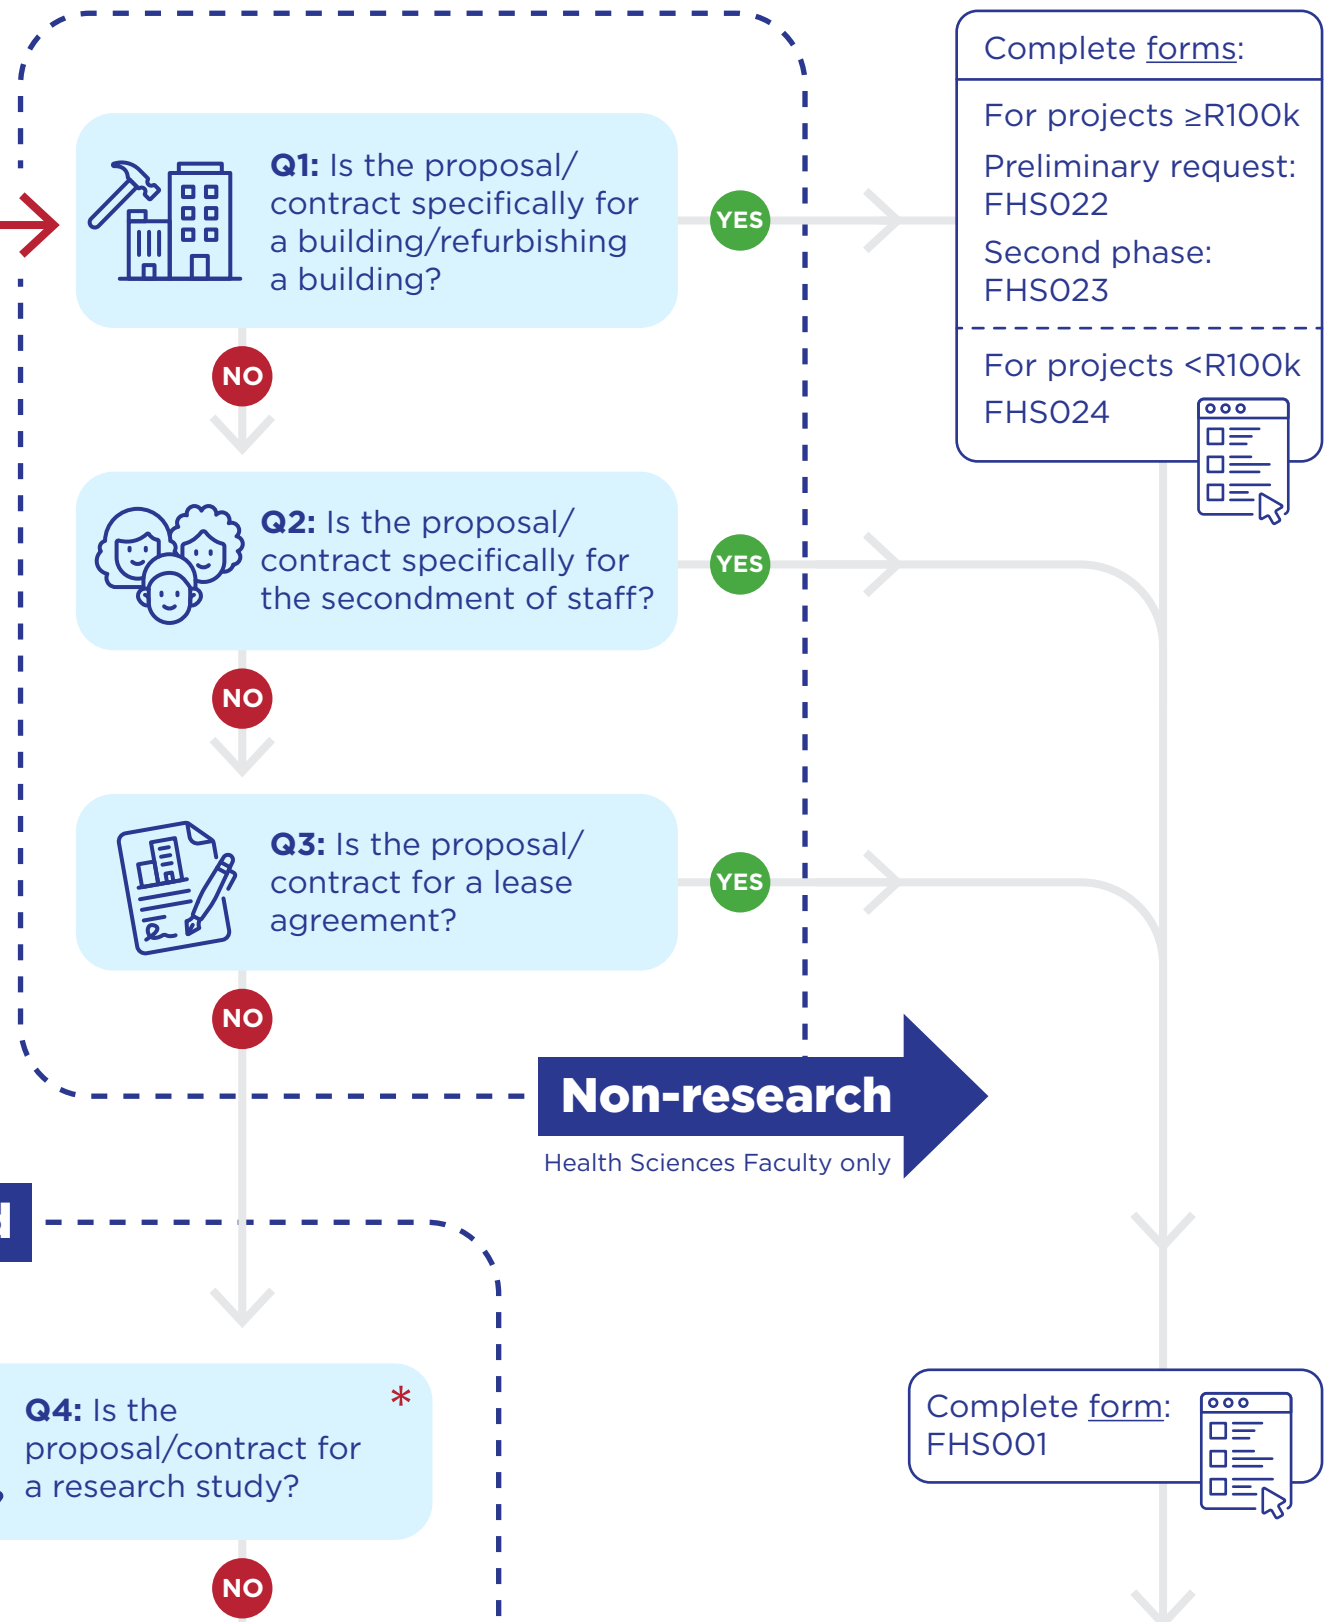 Q1: Is the proposal/
contract specifically for
a building/refurbishing
a building?
YES
Complete forms:
For projects ≥R100k
Preliminary request:
FHS022
Second phase:
FHS023
For projects <R100k
FHS024
NO
Q2: Is the proposal/
contract specifically for
the secondment of staff?
YES
NO
Q3: Is the proposal/
contract for a lease
agreement?
YES
NO
Non-research
Health Sciences Faculty only
Q4: Is the
proposal/contract for
a research study?
*
Complete form:
FHS001
NO